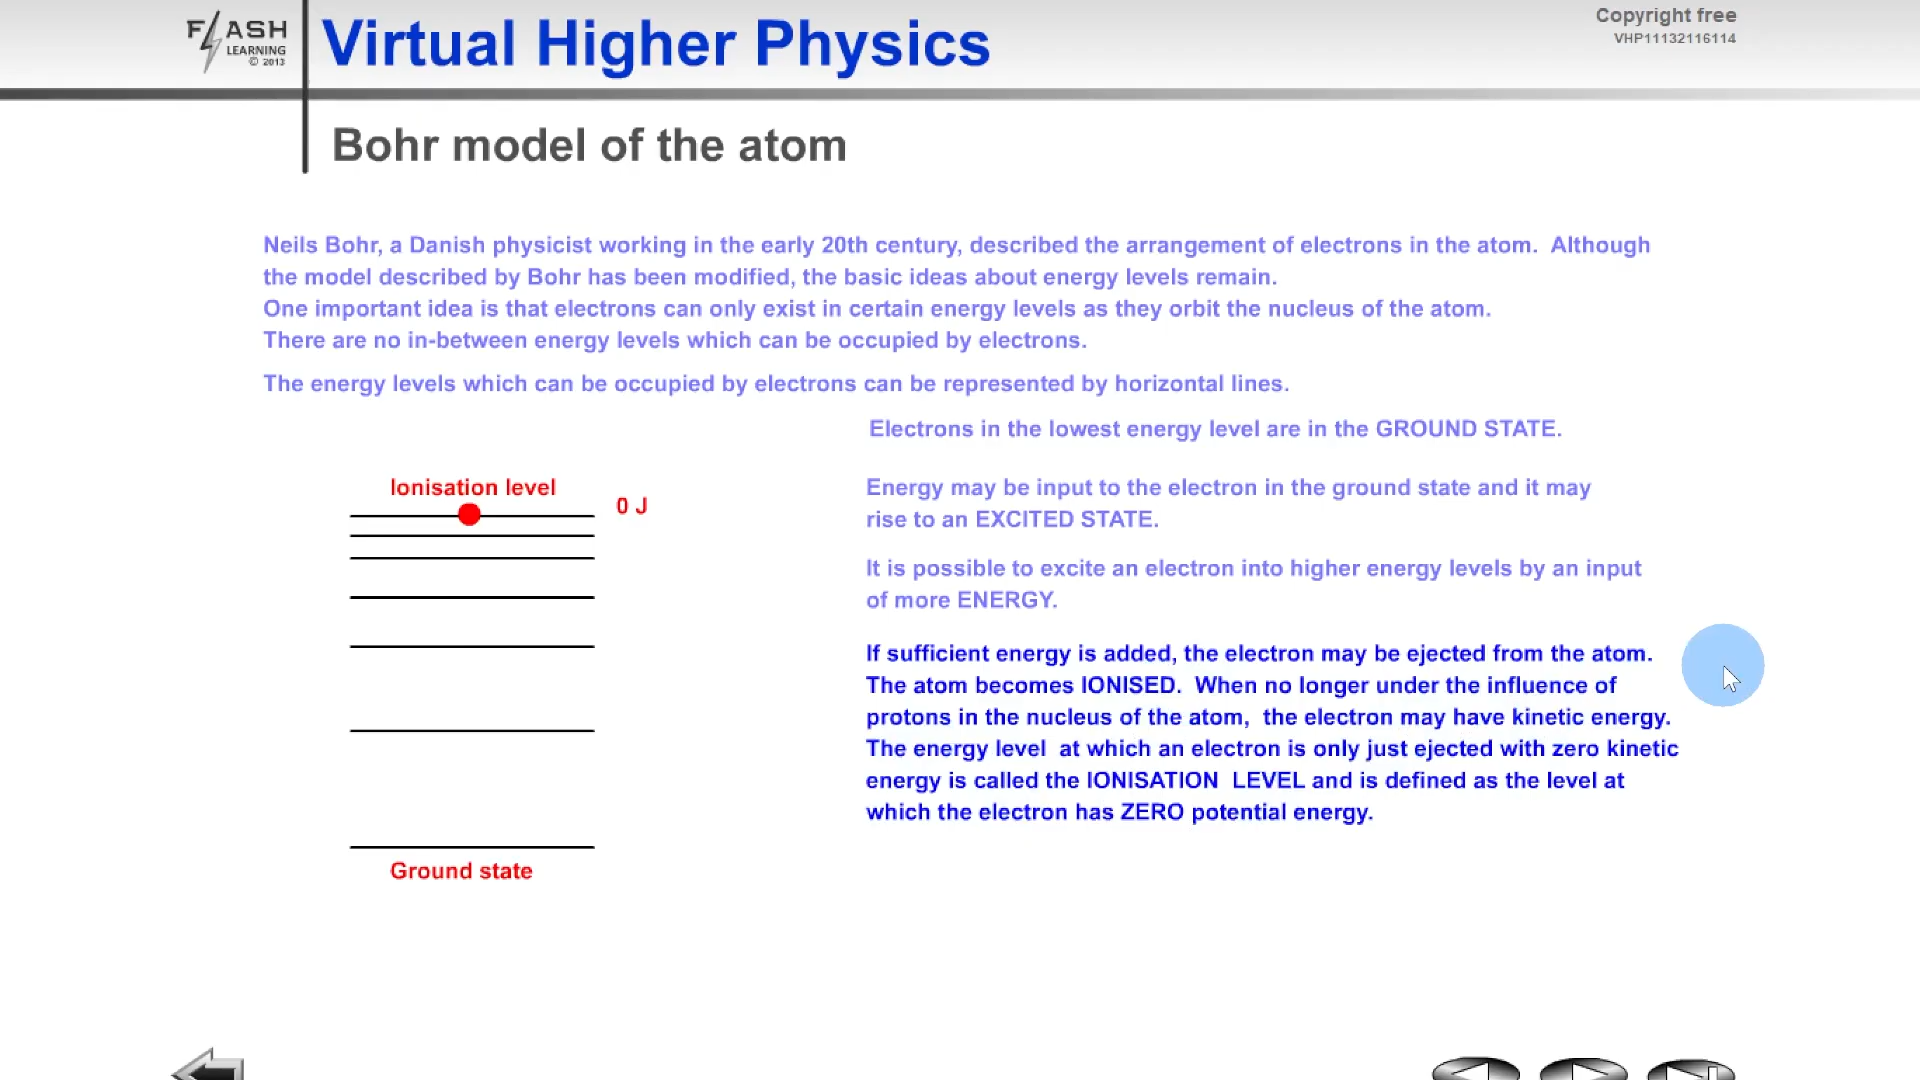 FLASH
LEARNING
© 2013
Virtual Higher Physics
Copyright free
VHP11132116114
Bohr model of the atom
Neils Bohr, a Danish physicist working in the early 20th century, described the arrangement of electrons in the atom. Although
the model described by Bohr has been modified, the basic ideas about energy levels remain.
One important idea is that electrons can only exist in certain energy levels as they orbit the nucleus of the atom.
There are no in-between energy levels which can be occupied by electrons.
The energy levels which can be occupied by electrons can be represented by horizontal lines.
Electrons in the lowest energy level are in the GROUND STATE.
Ionisation level
0 J
Ground state
Energy may be input to the electron in the ground state and it may
rise to an EXCITED STATE.
It is possible to excite an electron into higher energy levels by an input
of more ENERGY.
If sufficient energy is added, the electron may be ejected from the atom.
The atom becomes IONISED. When no longer under the influence of
protons in the nucleus of the atom, the electron may have kinetic energy.
The energy level at which an electron is only just ejected with zero kinetic
energy is called the IONISATION LEVEL and is defined as the level at
which the electron has ZERO potential energy.